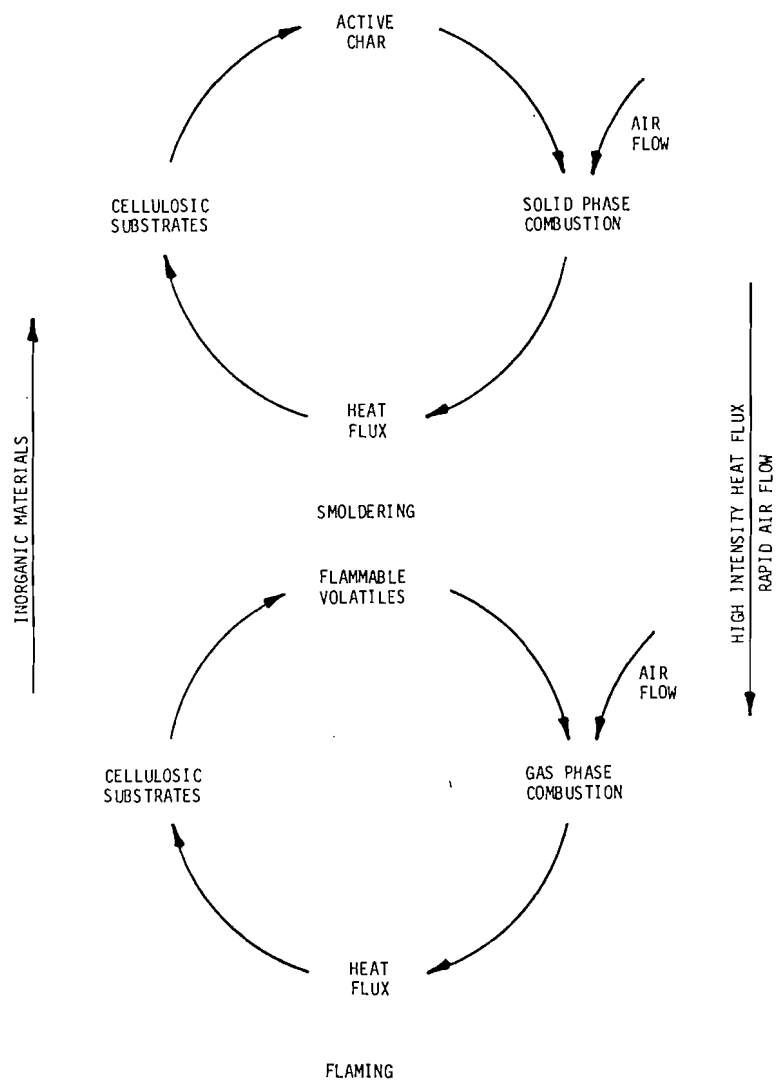 ACTIVE
CHAR
AIR
FLOW
CELLULOSIC
SUBSTRATES
SOLID PHASE
COMBUSTION
HEAT
FLUX
SMOLDERING
INORGANIC MATERIALS
HIGH INTENSITY HEAT FLUX
RAPID AIR FLOW
FLAMMABLE
VOLATILES
AIR
FLOW
CELLULOSIC
SUBSTRATES
GAS PHASE
COMBUSTION
HEAT
FLUX
FLAMING